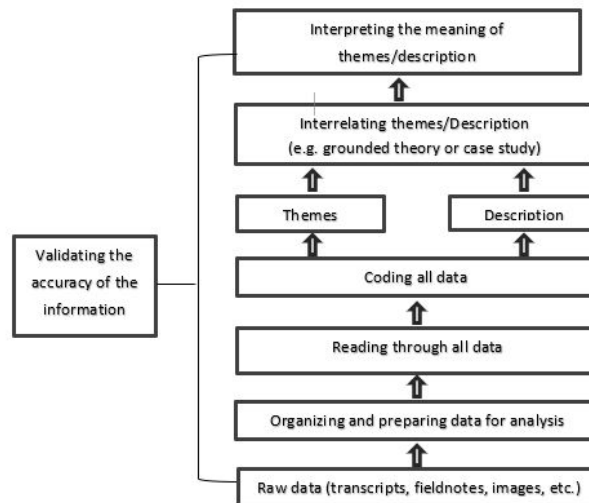 Interpreting the meaning of
themes/description
Interrelating themes/Description
(e.g. grounded theory or case study)
Themes
Description
Validating the
accuracy of the
information
Coding all data
Reading through all data
Organizing and preparing data for analysis
Raw data (transcripts, fieldnotes, images, etc.)